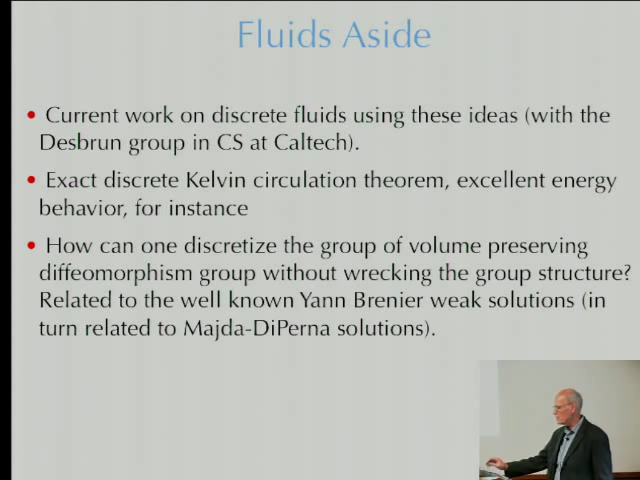 Fluids Aside
• Current work on discrete fluids using these ideas (with the
Desbrun group in CS at Caltech).
• Exact discrete Kelvin circulation theorem, excellent energy
behavior, for instance
• How can one discretize the group of volume preserving
diffeomorphism group without wrecking the group structure?
Related to the well known Yann Brenier weak solutions (in
turn related to Majda-DiPerna solutions).